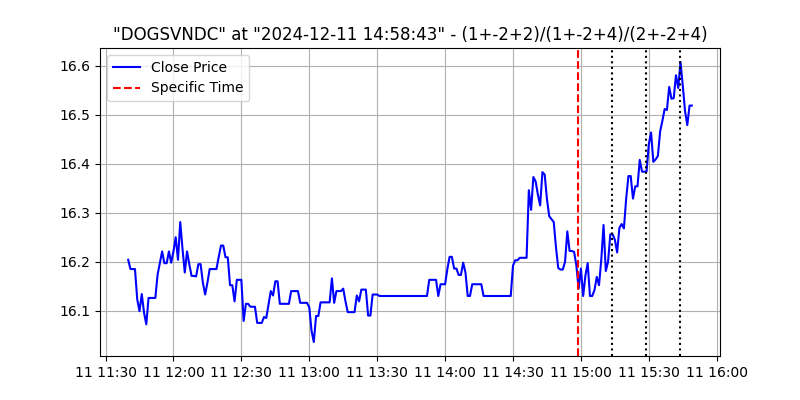 "DOGSVNDC" at "2024-12-11 14:58:43" - (1+-2+2)/(1+-2+4)/(2+-2+4)
Close Price
Specific Time
16.6
16.5
16.4
16.3
16.2
16.1
11 11:30 11 12:00 11 12:30 11 13:00 11 13:30 11 14:00 11 14:30 11 15:00 11 15:30 11 16:00